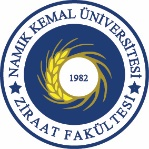 NAMIK KEMAL ÜNİVERSİTESİ
1982
ZİRAAT FAKÜLTESİ